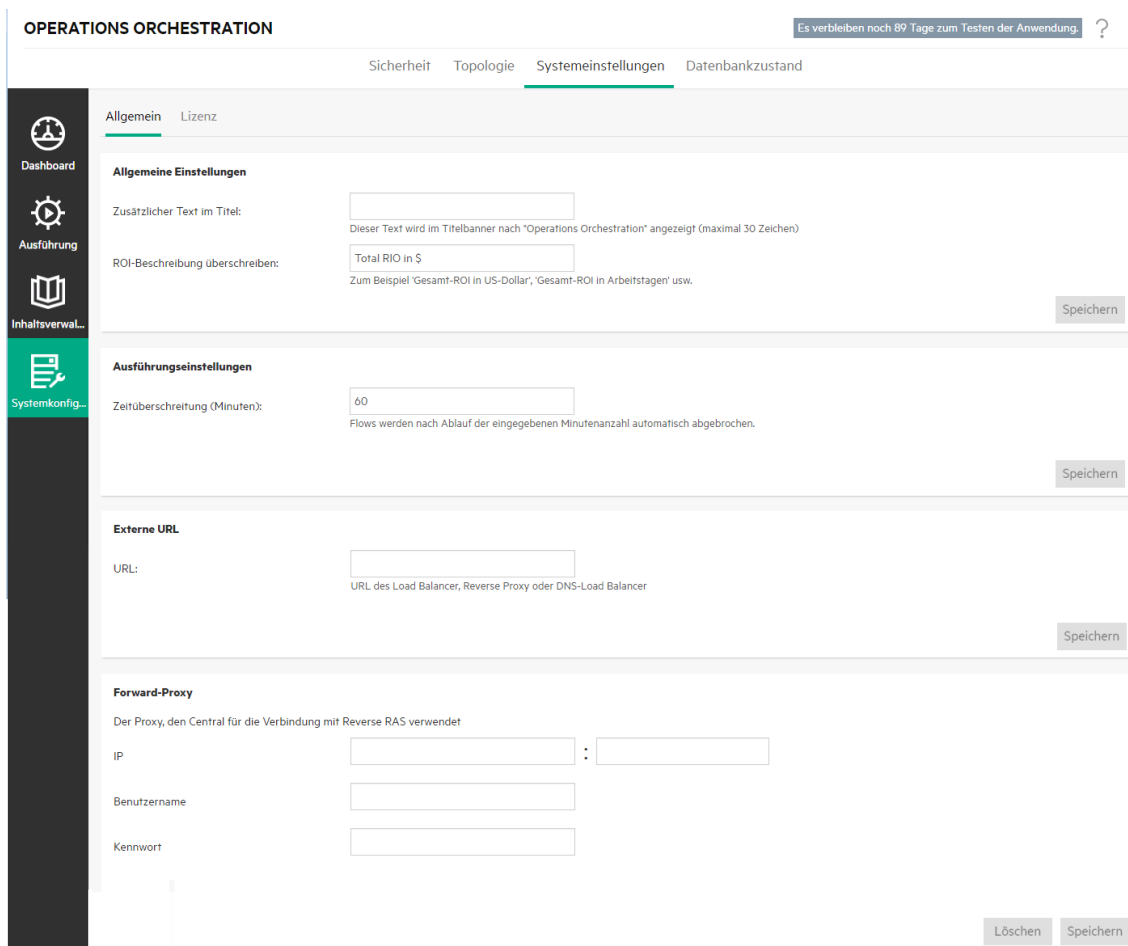 OPERATIONS ORCHESTRATION
Es verbleiben noch 89 Tage zum Testen der Anwendung.
?
Sicherheit Topologie Systemeinstellungen Datenbankzustand
Dashboard
Ausführung
Inhaltsverwal...
Systemkonfig...
Allgemein Lizenz
Allgemeine Einstellungen
Zusätzlicher Text im Titel:
Dieser Text wird im Titelbanner nach "Operations Orchestration" angezeigt (maximal 30 Zeichen)
ROI-Beschreibung überschreiben: Total RIO in $
Zum Beispiel 'Gesamt-ROI in US-Dollar', 'Gesamt-ROI in Arbeitstagen' usw.
Speichern
Ausführungseinstellungen
Zeitüberschreitung (Minuten): 60
Flows werden nach Ablauf der eingegebenen Minutenanzahl automatisch abgebrochen.
Speichern
Externe URL
URL:
URL des Load Balancer, Reverse Proxy oder DNS-Load Balancer
Speichern
Forward-Proxy
Der Proxy, den Central für die Verbindung mit Reverse RAS verwendet
IP :
Benutzername
Kennwort
Löschen Speichern